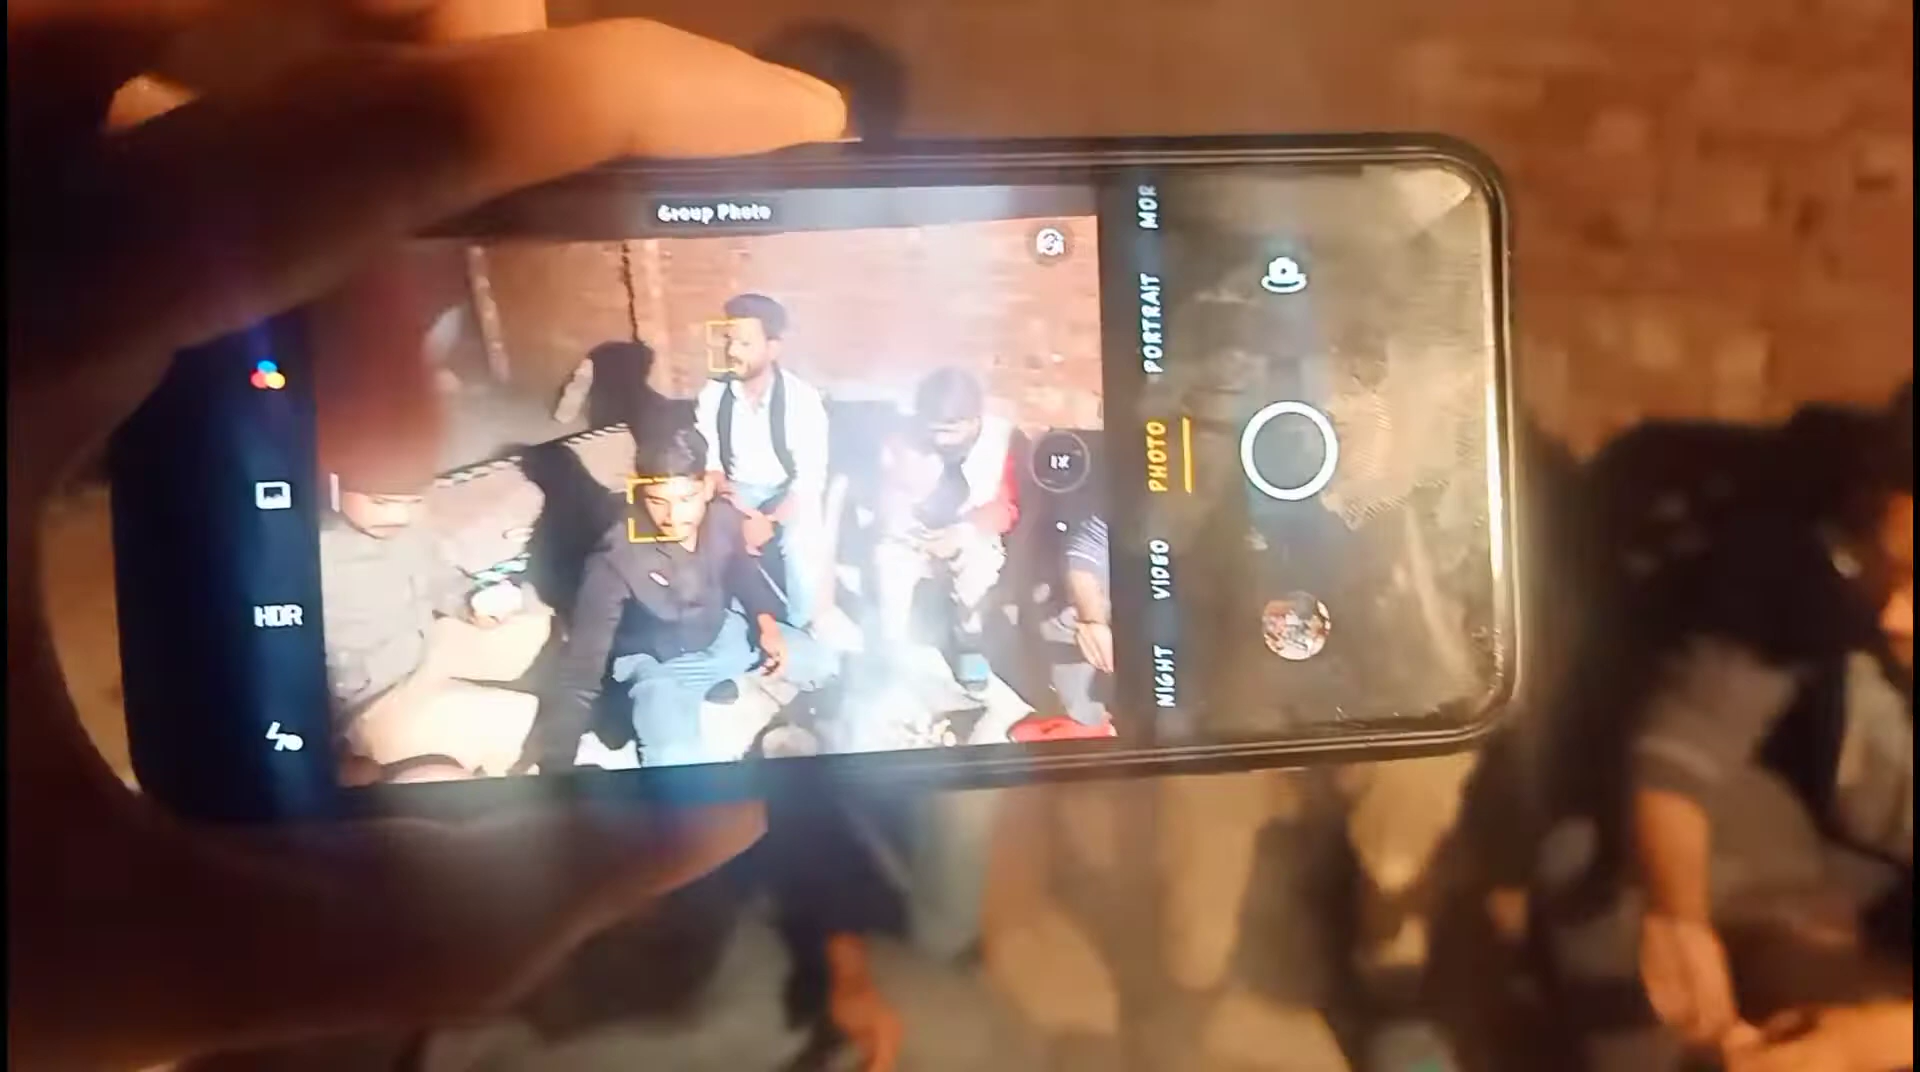 Group Photo
1X
HDR
MOR
PORTRAIT
PHOTO
VIDEO
NIGHT